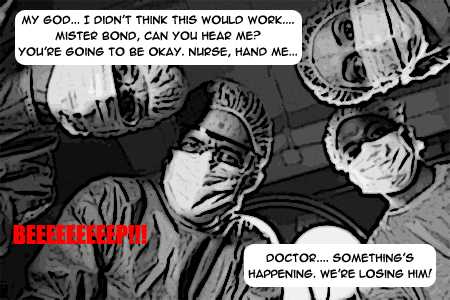 MY GOD... I DIDN'T THINK THIS WOULD WORK....
MISTER BOND, CAN YOU HEAR ME?
YOU'RE GOING TO BE OKAY. NURSE, HAND ME...
BEEEEEEEEEP!!!
DOCTOR.... SOMETHING'S
HAPPENING. WE'RE LOSING HIM!